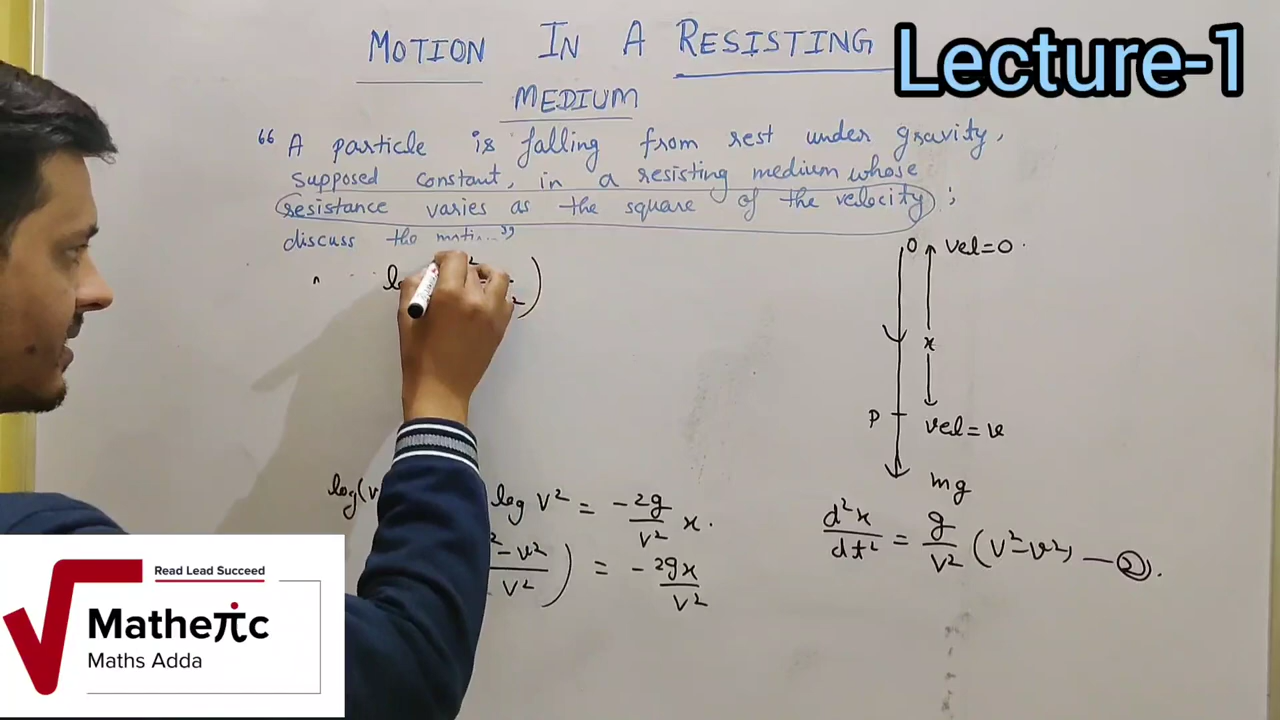 MOTION IN A RESISTING
Lecture-1
MEDIUM
“ A particle is falling from rest under gravity,
supposed constant, in a resisting medium whose
resistance varies as the square of the velocity ;
discuss the ”
O vel=0.
x
P vel=v
mg
log V² = -2g/V² x.
-v²/V²) = -2gx/V²
d²x/dt² = g/V² (V²-v²) — ②.
Read Lead Succeed
Matheπc
Maths Adda